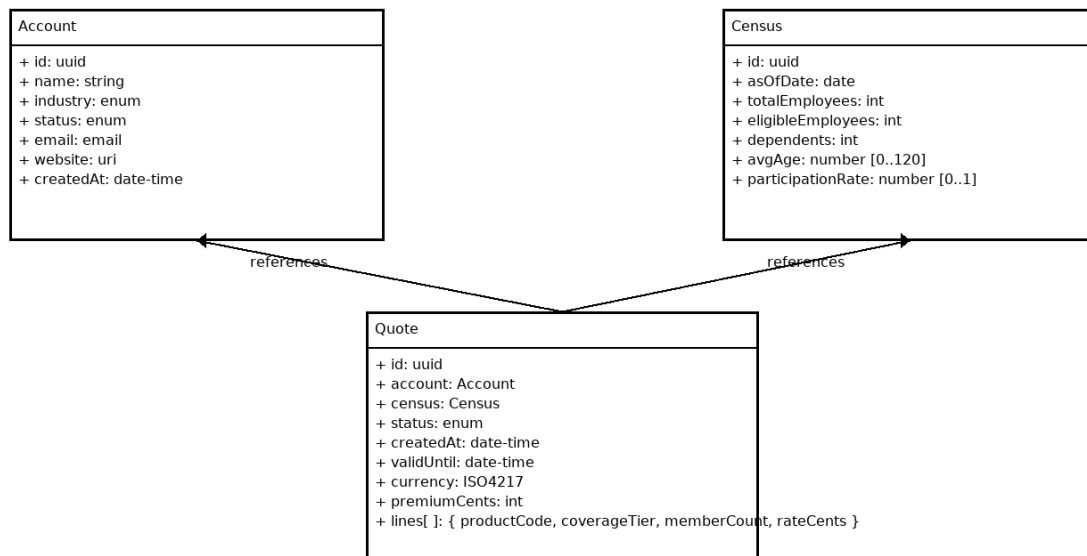 Account
+ id: uuid
+ name: string
+ industry: enum
+ status: enum
+ email: email
+ website: uri
+ createdAt: date-time
Census
+ id: uuid
+ asOfDate: date
+ totalEmployees: int
+ eligibleEmployees: int
+ dependents: int
+ avgAge: number [0..120]
+ participationRate: number [0..1]
references
references
Quote
+ id: uuid
+ account: Account
+ census: Census
+ status: enum
+ createdAt: date-time
+ validUntil: date-time
+ currency: ISO4217
+ premiumCents: int
+ lines[ ]: { productCode, coverageTier, memberCount, rateCents }